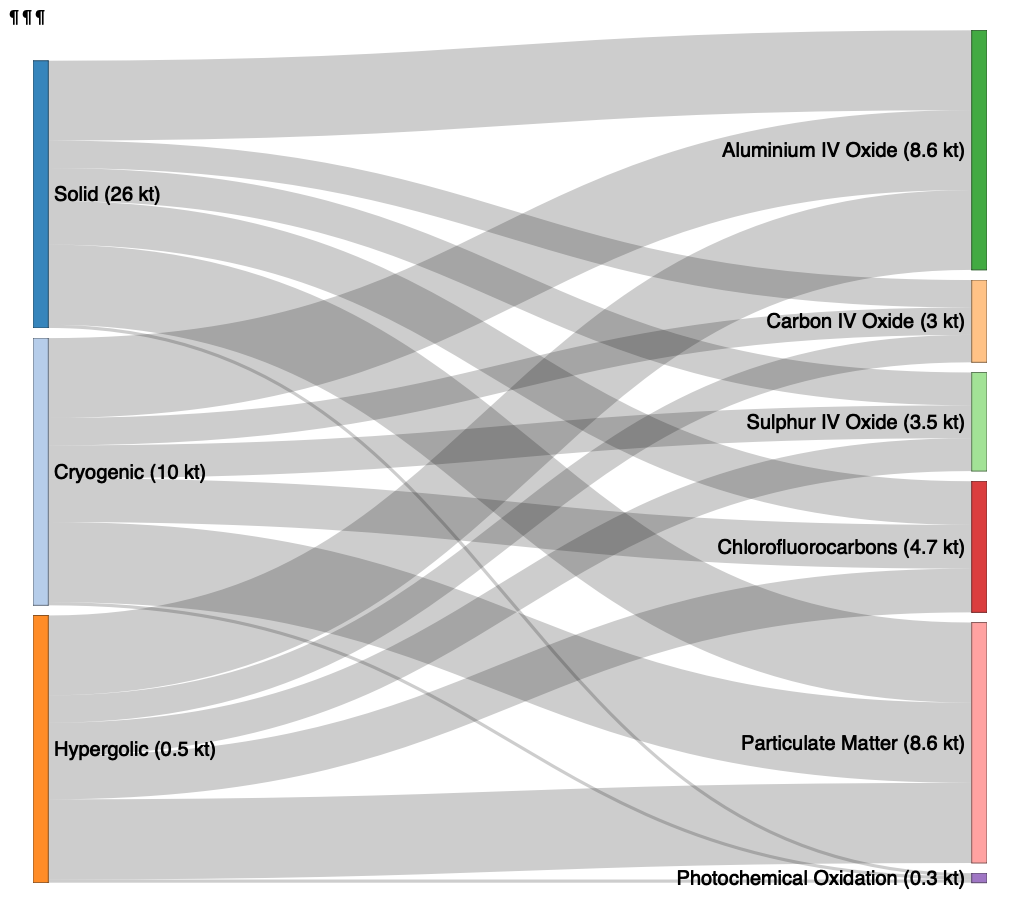 ¶¶¶
Solid (26 kt)
Cryogenic (10 kt)
Hypergolic (0.5 kt)
Aluminium IV Oxide (8.6 kt)
Carbon IV Oxide (3 kt)
Sulphur IV Oxide (3.5 kt)
Chlorofluorocarbons (4.7 kt)
Particulate Matter (8.6 kt)
Photochemical Oxidation (0.3 kt)